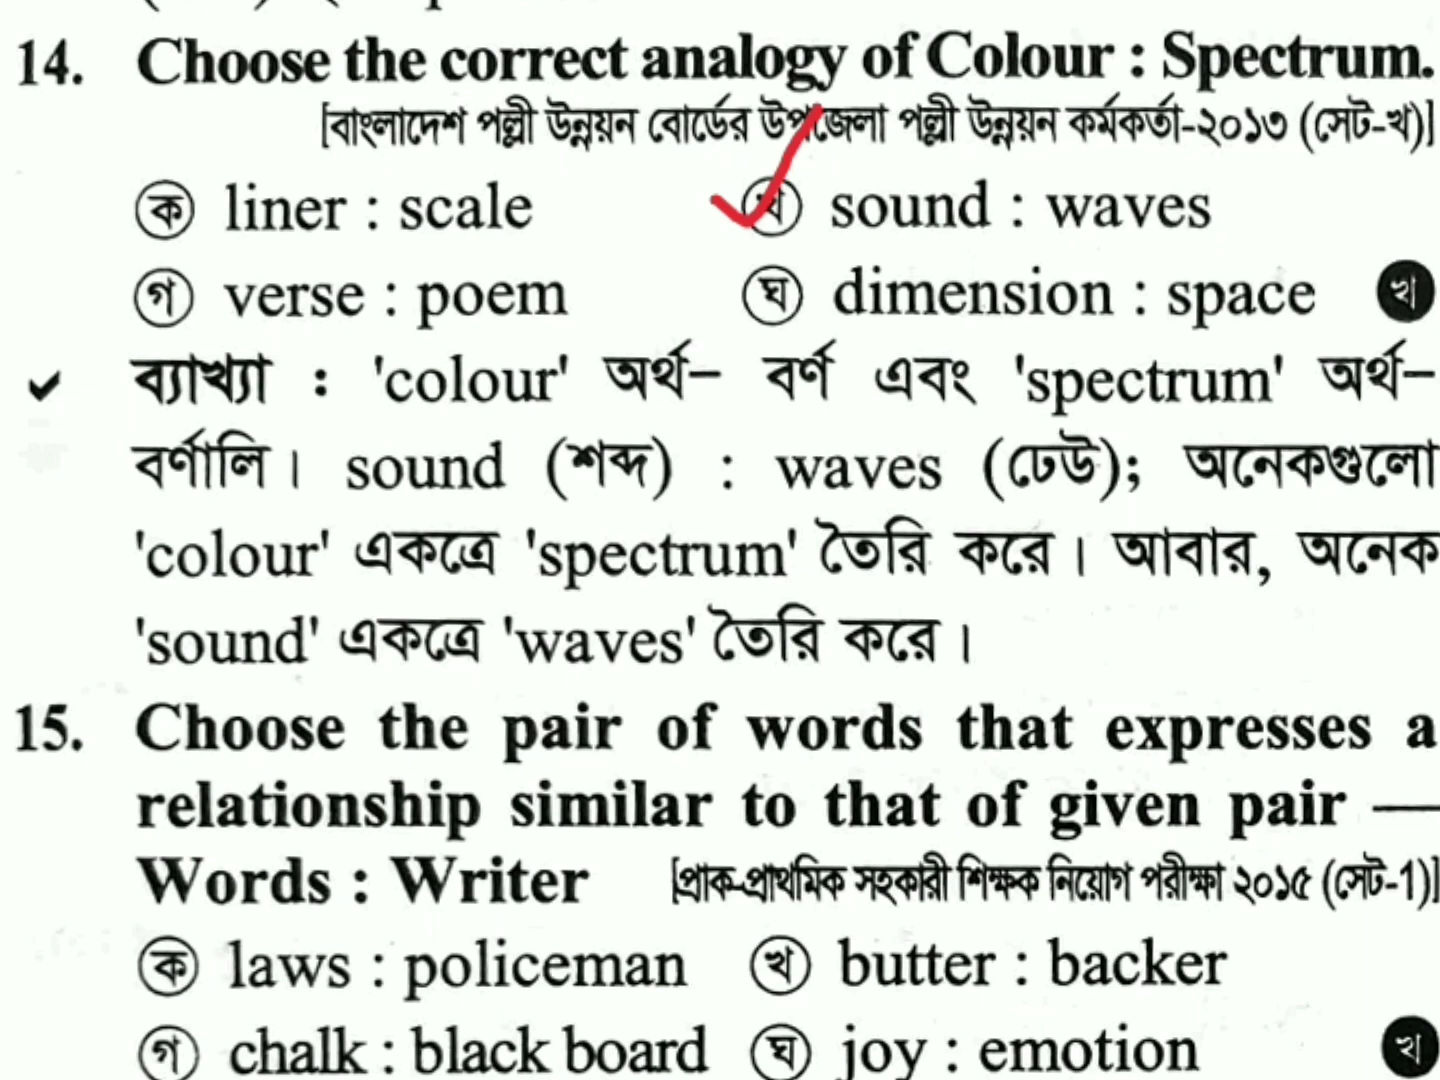 14. Choose the correct analogy of Colour : Spectrum.
[বাংলাদেশ পল্লী উন্নয়ন বোর্ডের উপজেলা পল্লী উন্নয়ন কর্মকর্তা-২০১৩ (সেট-খ)]
ক liner : scale খ sound : waves
গ verse : poem ঘ dimension : space খ
ব্যাখ্যা : 'colour' অর্থ– বর্ণ এবং 'spectrum' অর্থ–
বর্ণালি। sound (শব্দ) : waves (ঢেউ); অনেকগুলো
'colour' একত্রে 'spectrum' তৈরি করে। আবার, অনেক
'sound' একত্রে 'waves' তৈরি করে।
15. Choose the pair of words that expresses a
relationship similar to that of given pair —
Words : Writer [প্রাক-প্রাথমিক সহকারী শিক্ষক নিয়োগ পরীক্ষা ২০১৫ (সেট-1)]
ক laws : policeman খ butter : backer
গ chalk : black board ঘ joy : emotion খ